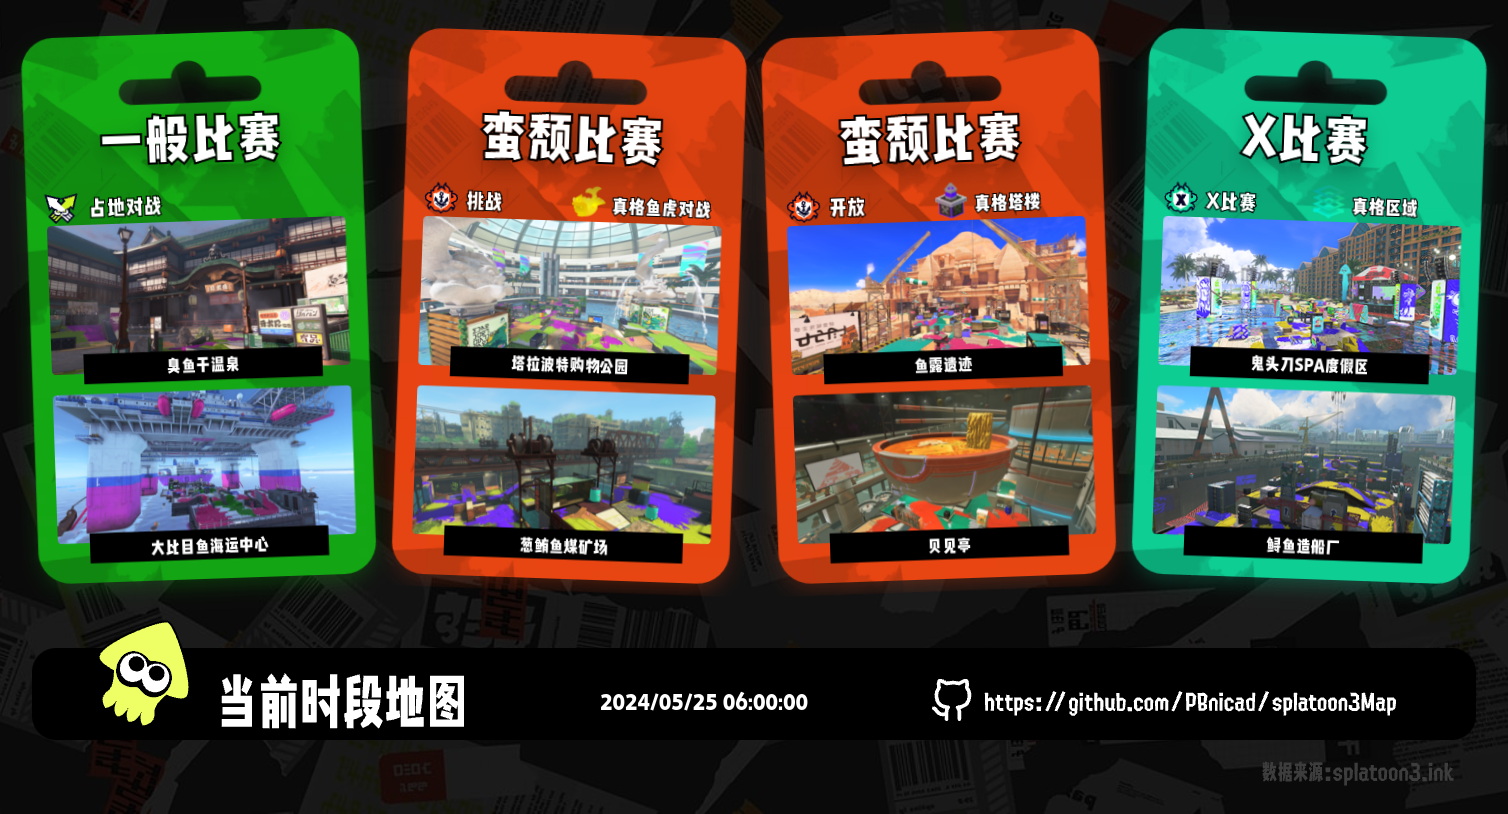 一般比赛
占地对战
臭鱼干温泉
大比目鱼海运中心
蛮颓比赛
挑战
真格鱼虎对战
塔拉波特购物公园
葱鲔鱼煤矿场
蛮颓比赛
开放
真格塔楼
鱼露遗迹
贝见亭
X比赛
X比赛
真格区域
鬼头刀SPA度假区
鲟鱼造船厂
当前时段地图
2024/05/25 06:00:00
https://github.com/PBnicad/splatoon3Map
数据来源:splatoon3.ink